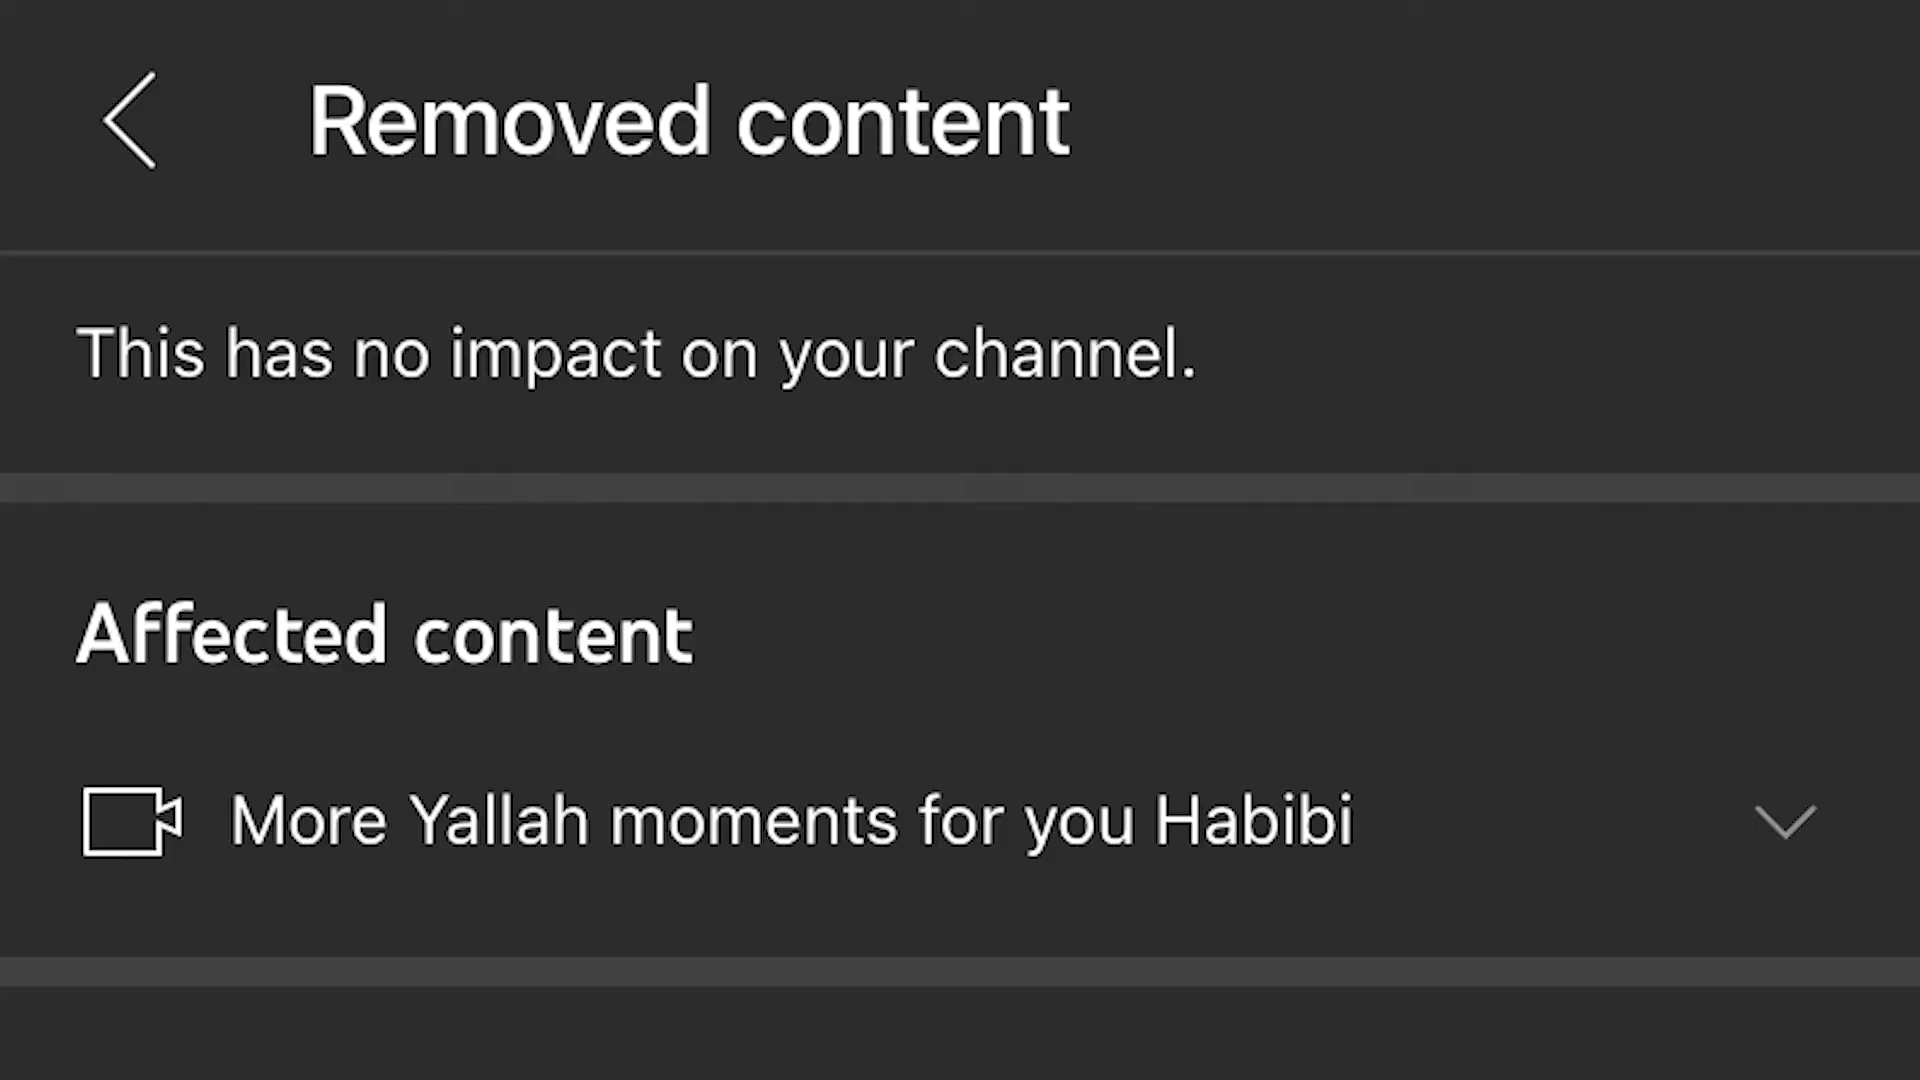 Removed content
This has no impact on your channel.
Affected content
More Yallah moments for you Habibi